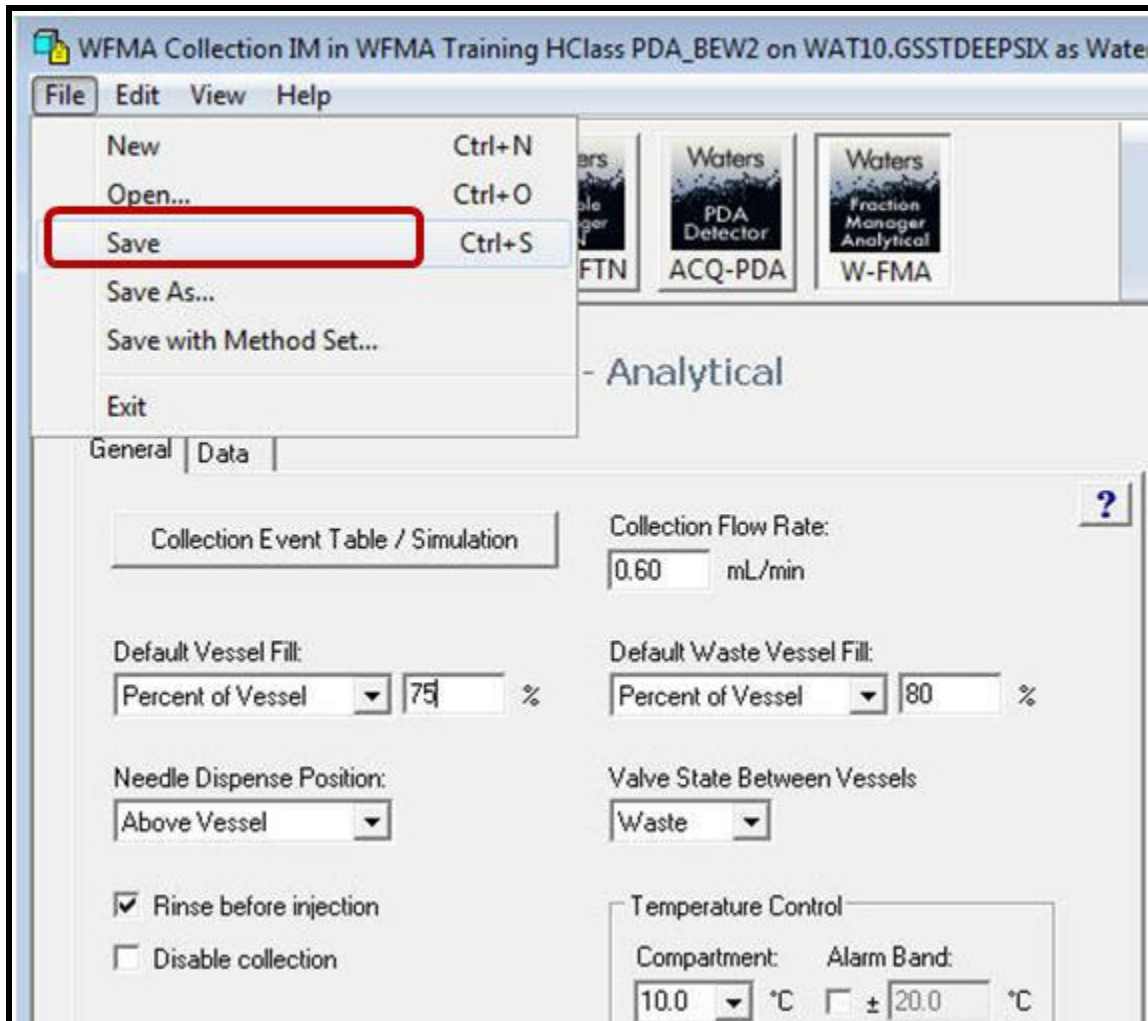 WFMA Collection IM in WFMA Training HClass PDA_BEW2 on WAT10.GSSTDEEPSIX as Wate
File Edit View Help
New Ctrl+N
Open... Ctrl+O
Save Ctrl+S
Save As...
Save with Method Set...
Exit
Waters
PDA
Detector
ACQ-PDA
Waters
Fraction
Manager
Analytical
W-FMA
FTN
- Analytical
General Data
?
Collection Event Table / Simulation
Collection Flow Rate:
0.60 mL/min
Default Vessel Fill:
Percent of Vessel 75 %
Default Waste Vessel Fill:
Percent of Vessel 80 %
Needle Dispense Position:
Above Vessel
Valve State Between Vessels
Waste
Rinse before injection
Disable collection
Temperature Control
Compartment: Alarm Band:
10.0 °C ± 20.0 °C